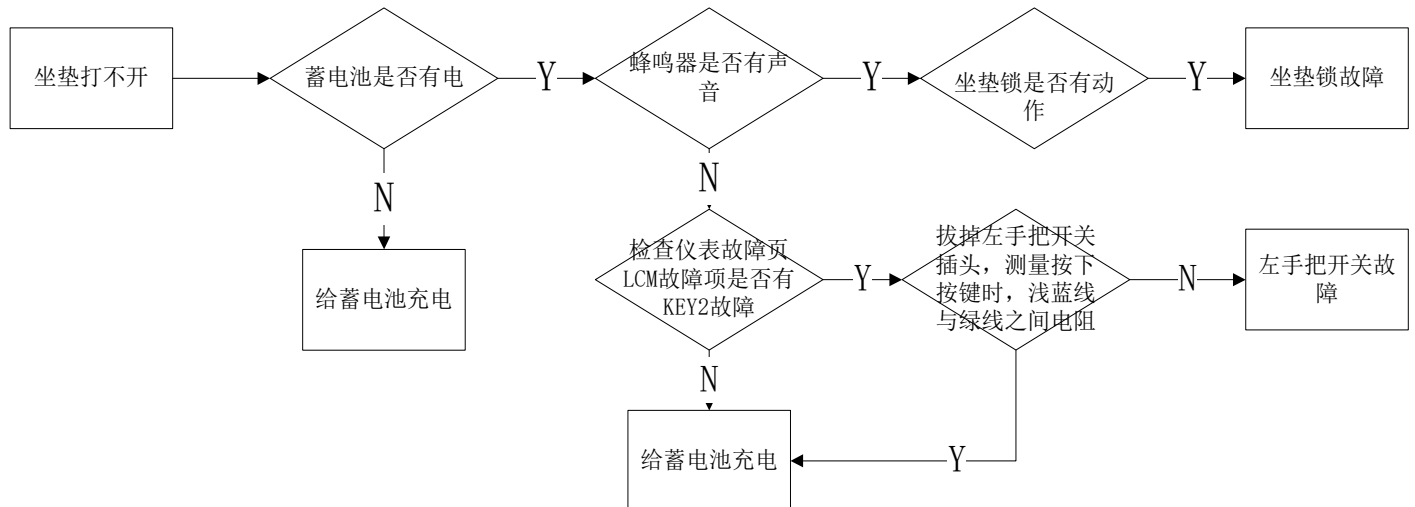 坐垫打不开
蓄电池是否有电
Y
蜂鸣器是否有声
音
Y
坐垫锁是否有动
作
Y
坐垫锁故障
N
N
给蓄电池充电
检查仪表故障页
LCM故障项是否有
KEY2故障
Y
拔掉左手把开关
插头，测量按下
按键时，浅蓝线
与绿线之间电阻
N
左手把开关故
障
N
给蓄电池充电
Y